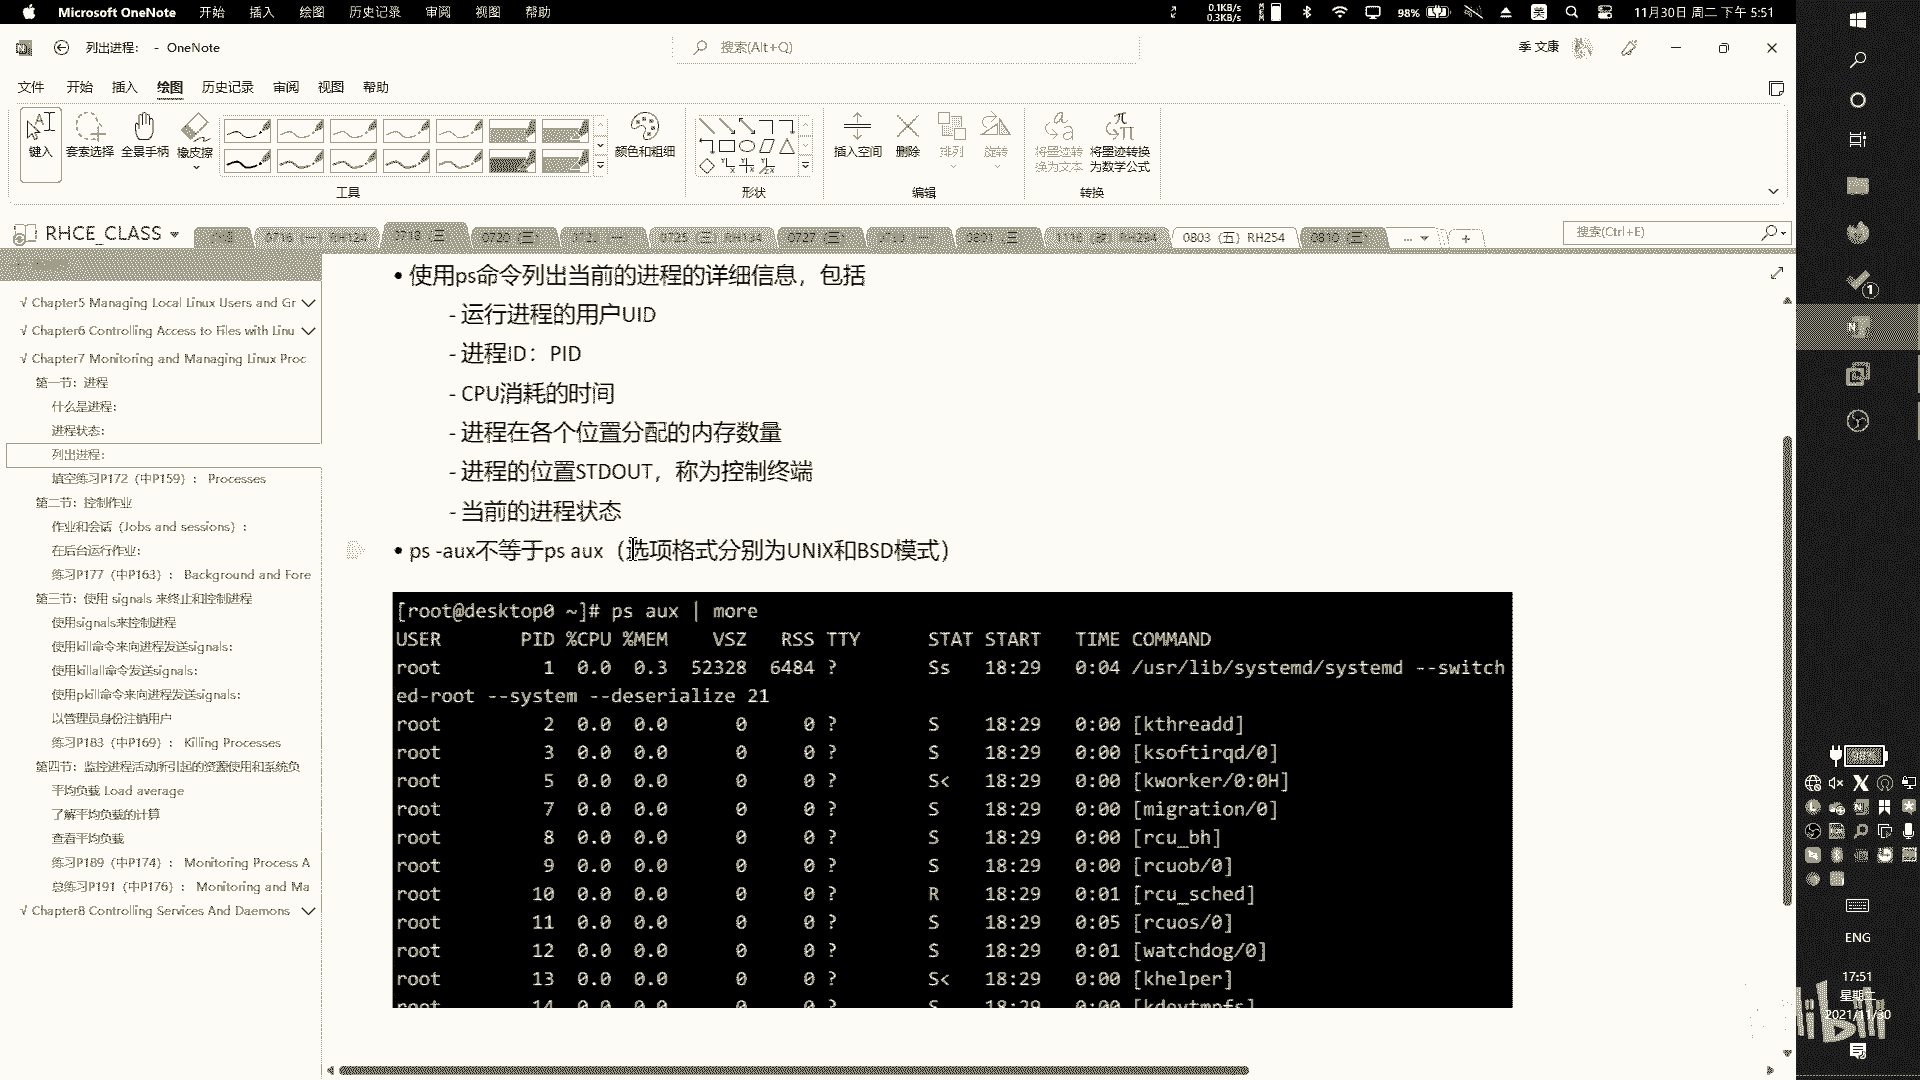 Microsoft OneNote 开始 插入 绘图 历史记录 审阅 视图 帮助
0.1KB/s
0.3KB/s
98%
美
11月30日 周二 下午 5:51
列出进程: - OneNote
搜索(Alt+Q)
季 文康
文件 开始 插入 绘图 历史记录 审阅 视图 帮助
键入 套索选择 全景手柄 橡皮擦
颜色和粗细
插入空间 删除 排列 旋转
将墨迹转换为文本
将墨迹转换为数学公式
工具 形状 编辑 转换
RHCE_CLASS
0716 (一) RH124
0718 (三)
0720 (三)
0727 (三)
0801 (三)
0803 (五) RH254
0810 (三)
搜索(Ctrl+E)
√ Chapter5 Managing Local Linux Users and Gr
√ Chapter6 Controlling Access to Files with Linu
√ Chapter7 Monitoring and Managing Linux Proc
第一节：进程
什么是进程:
进程状态:
列出进程:
填空练习P172（中P159）： Processes
第二节：控制作业
作业和会话（Jobs and sessions）:
在后台运行作业:
练习P177（中P163）： Background and Fore
第三节：使用 signals 来终止和控制进程
使用signals来控制进程
使用kill命令来向进程发送signals:
使用killall命令发送signals:
使用pkill命令来向进程发送signals:
以管理员身份注销用户
练习P183（中P169）： Killing Processes
第四节：监控进程活动所引起的资源使用和系统负
平均负载 Load average
了解平均负载的计算
查看平均负载
练习P189（中P174）： Monitoring Process A
总练习P191（中P176）： Monitoring and Ma
√ Chapter8 Controlling Services And Daemons
• 使用ps命令列出当前的进程的详细信息，包括
- 运行进程的用户UID
- 进程ID：PID
- CPU消耗的时间
- 进程在各个位置分配的内存数量
- 进程的位置STDOUT，称为控制终端
- 当前的进程状态
• ps -aux不等于ps aux（选项格式分别为UNIX和BSD模式）
[root@desktop0 ~]# ps aux | more
USER PID %CPU %MEM VSZ RSS TTY STAT START TIME COMMAND
root 1 0.0 0.3 52328 6484 ? Ss 18:29 0:04 /usr/lib/systemd/systemd --switch
ed-root --system --deserialize 21
root 2 0.0 0.0 0 0 ? S 18:29 0:00 [kthreadd]
root 3 0.0 0.0 0 0 ? S 18:29 0:00 [ksoftirqd/0]
root 5 0.0 0.0 0 0 ? S< 18:29 0:00 [kworker/0:0H]
root 7 0.0 0.0 0 0 ? S 18:29 0:00 [migration/0]
root 8 0.0 0.0 0 0 ? S 18:29 0:00 [rcu_bh]
root 9 0.0 0.0 0 0 ? S 18:29 0:00 [rcuob/0]
root 10 0.0 0.0 0 0 ? R 18:29 0:01 [rcu_sched]
root 11 0.0 0.0 0 0 ? S 18:29 0:05 [rcuos/0]
root 12 0.0 0.0 0 0 ? S 18:29 0:01 [watchdog/0]
root 13 0.0 0.0 0 0 ? S< 18:29 0:00 [khelper]
root 14 0.0 0.0 0 0 ? S 18:29 0:00 [kdevtmpfs]
1
98%
ENG
17:51
星期二
2021/11/30